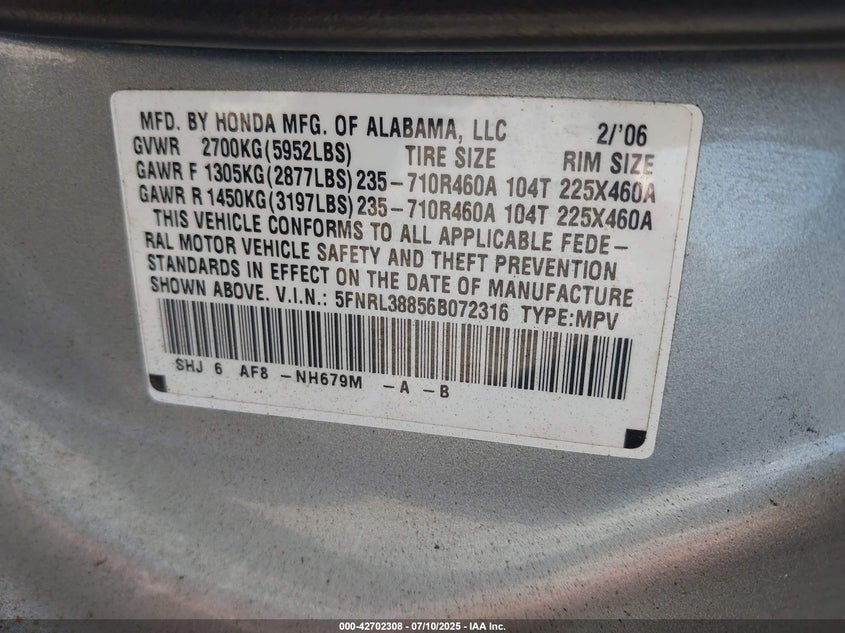 MFD. BY HONDA MFG. OF ALABAMA, LLC 2/'06
GVWR 2700KG(5952LBS) TIRE SIZE RIM SIZE
GAWR F 1305KG(2877LBS)235-710R460A 104T 225X460A
GAWR R 1450KG(3197LBS)235-710R460A 104T 225X460A
THIS VEHICLE CONFORMS TO ALL APPLICABLE FEDE-
RAL MOTOR VEHICLE SAFETY AND THEFT PREVENTION
STANDARDS IN EFFECT ON THE DATE OF MANUFACTURE
SHOWN ABOVE. V.I.N.: 5FNRL38856B072316 TYPE:MPV
SHJ 6 AF8 -NH679M -A -B
000-42702308 - 07/10/2025 - IAA Inc.